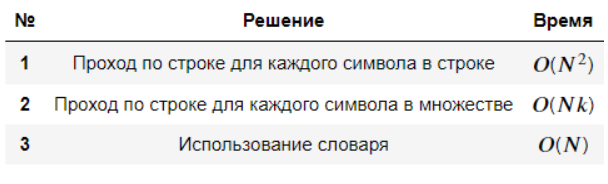 № Решение Время
1 Проход по строке для каждого символа в строке O(N²)
2 Проход по строке для каждого символа в множестве O(Nk)
3 Использование словаря O(N)